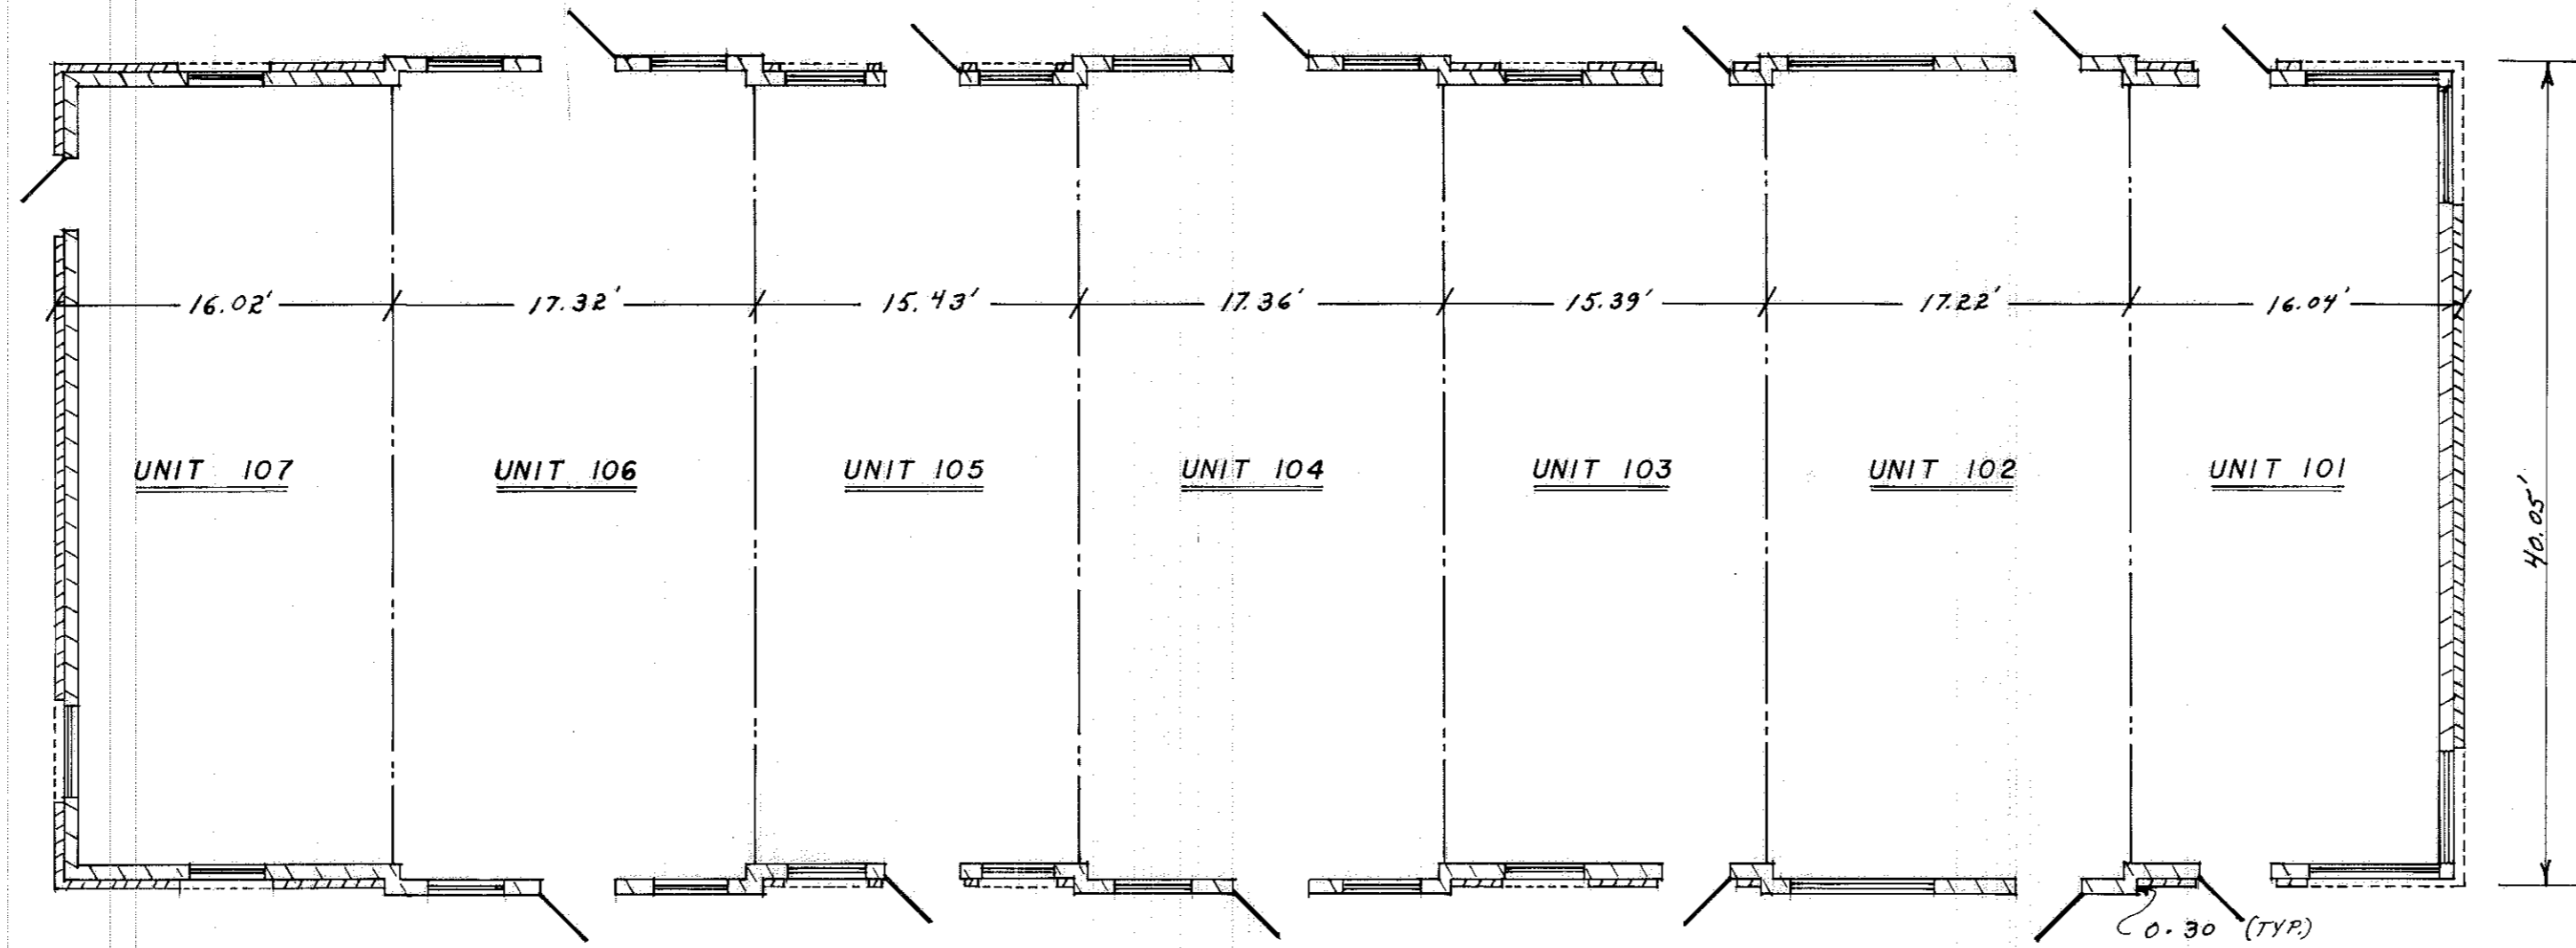 16.02' 17.32' 15.43' 17.36' 15.39' 17.22' 16.04'
UNIT 107 UNIT 106 UNIT 105 UNIT 104 UNIT 103 UNIT 102 UNIT 101
40.05'
0.30 (TYP.)